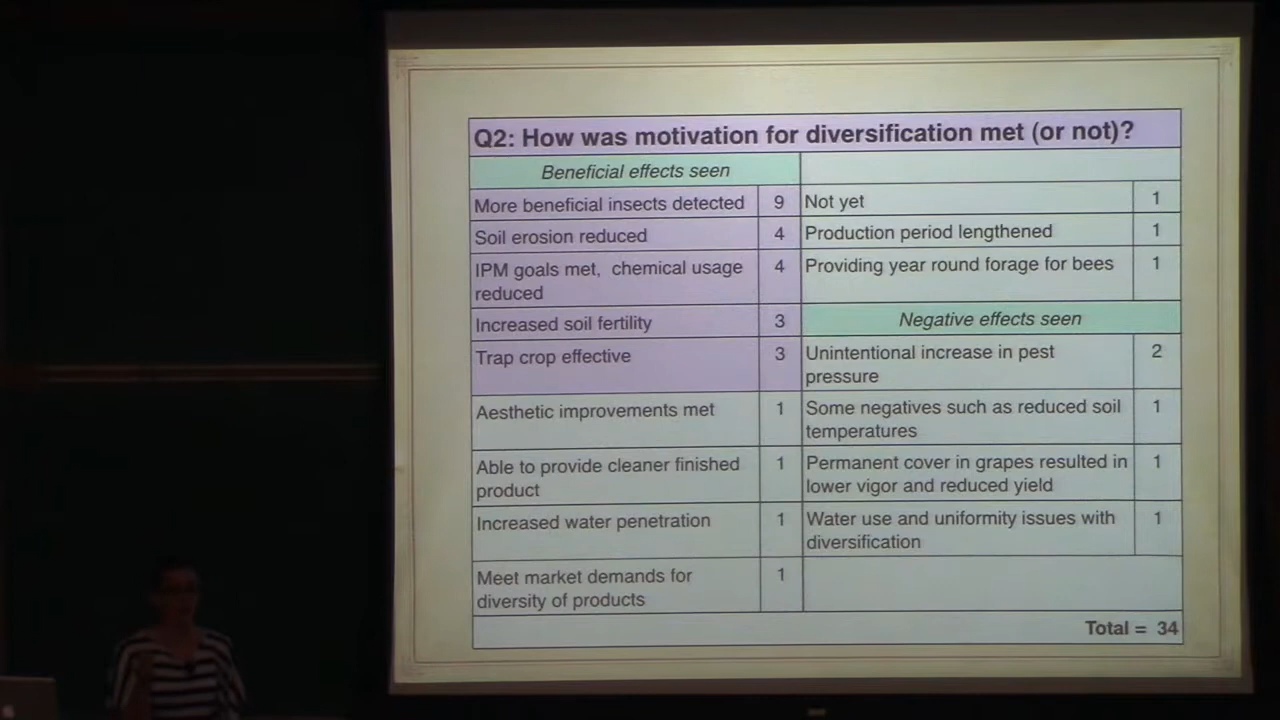 Q2: How was motivation for diversification met (or not)?
Beneficial effects seen
More beneficial insects detected 9 Not yet 1
Soil erosion reduced 4 Production period lengthened 1
IPM goals met, chemical usage 4 Providing year round forage for bees 1
reduced
Increased soil fertility 3 Negative effects seen
Trap crop effective 3 Unintentional increase in pest 2
pressure
Aesthetic improvements met 1 Some negatives such as reduced soil 1
temperatures
Able to provide cleaner finished 1 Permanent cover in grapes resulted in 1
product lower vigor and reduced yield
Increased water penetration 1 Water use and uniformity issues with 1
diversification
Meet market demands for 1
diversity of products
Total = 34